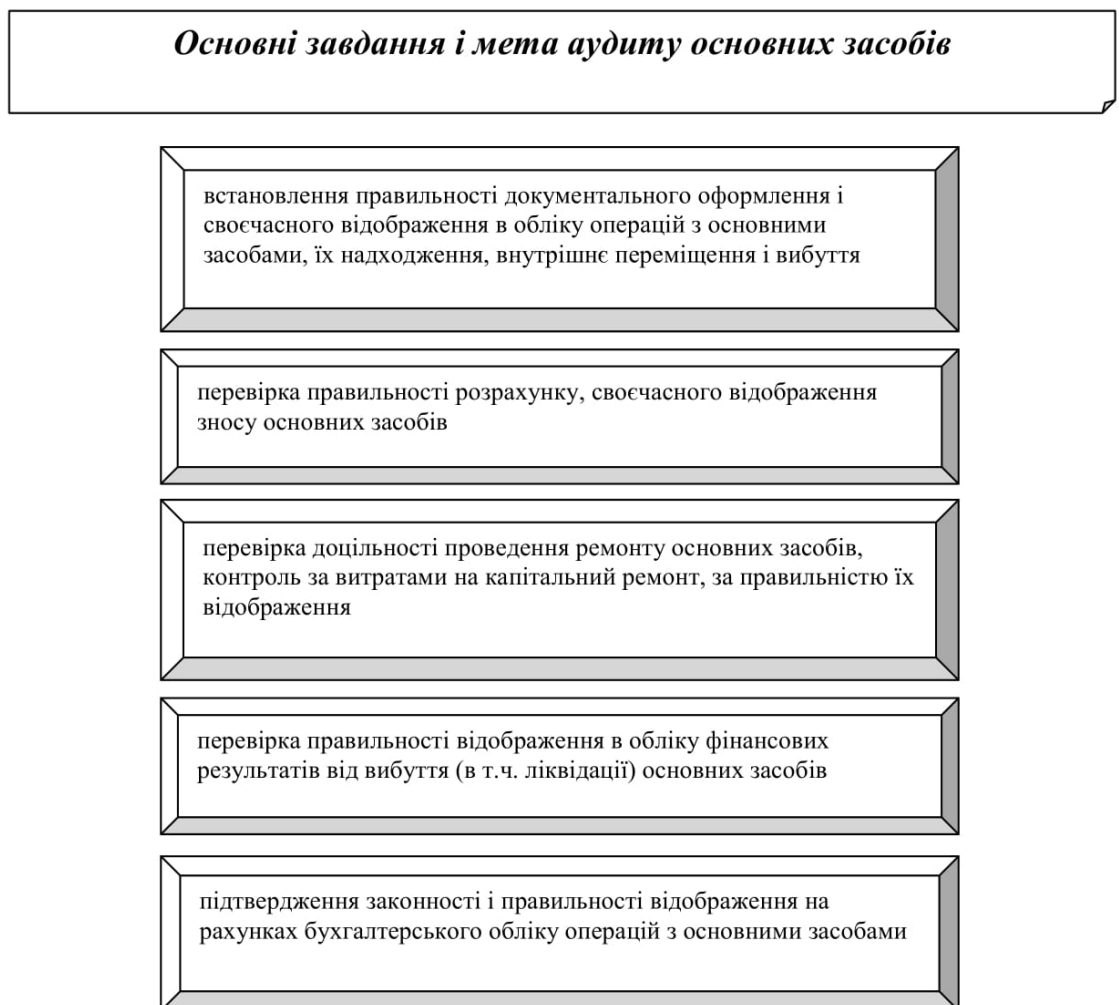 Основні завдання і мета аудиту основних засобів
встановлення правильності документального оформлення і
своєчасного відображення в обліку операцій з основними
засобами, їх надходження, внутрішнє переміщення і вибуття
перевірка правильності розрахунку, своєчасного відображення
зносу основних засобів
перевірка доцільності проведення ремонту основних засобів,
контроль за витратами на капітальний ремонт, за правильністю їх
відображення
перевірка правильності відображення в обліку фінансових
результатів від вибуття (в т.ч. ліквідації) основних засобів
підтвердження законності і правильності відображення на
рахунках бухгалтерського обліку операцій з основними засобами